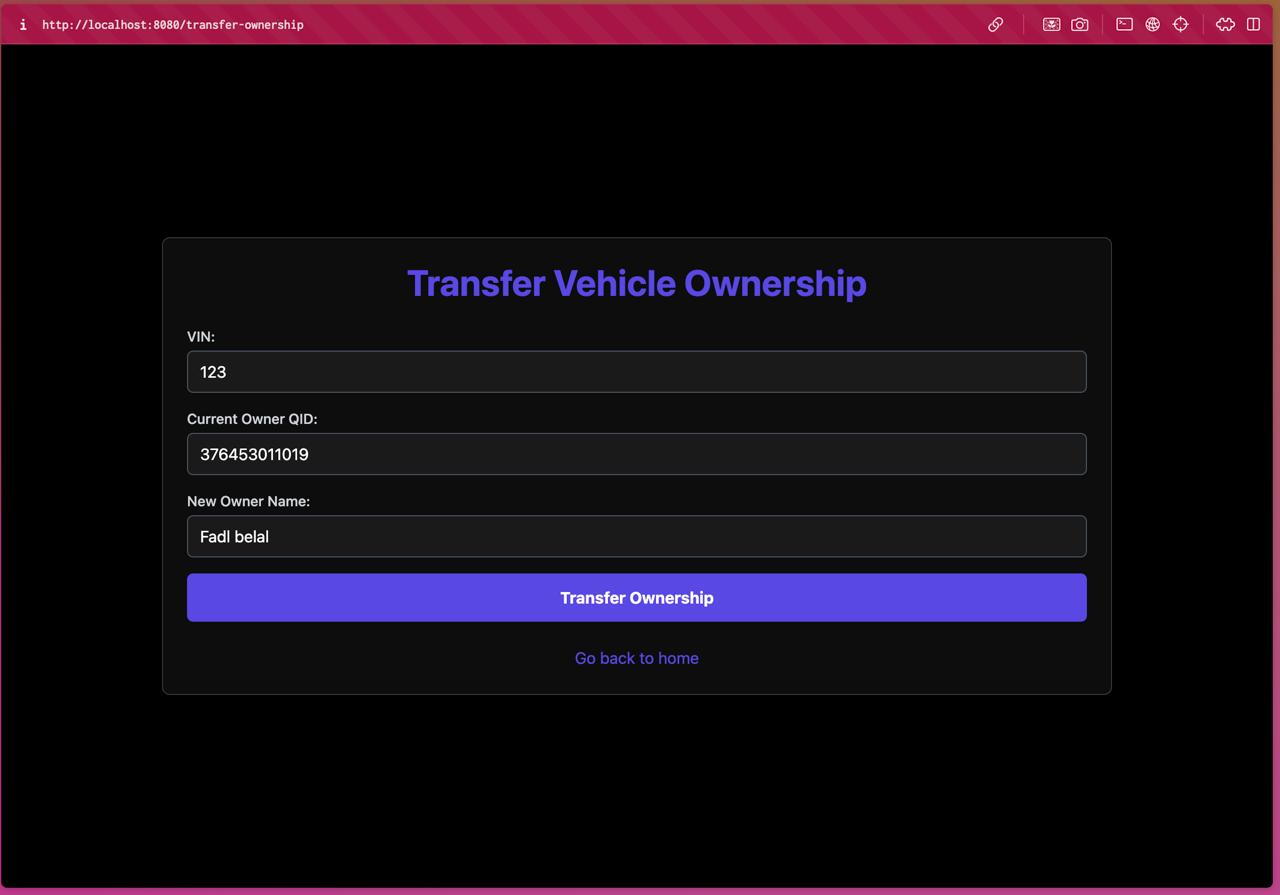 i http://localhost:8080/transfer-ownership
Transfer Vehicle Ownership
VIN:
123
Current Owner QID:
376453011019
New Owner Name:
Fadl belal
Transfer Ownership
Go back to home